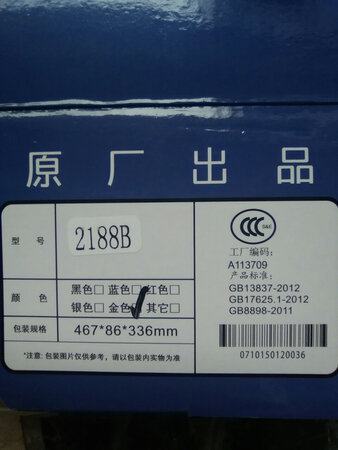 原厂出品
型 号 2188B
颜 色 黑色□ 蓝色□ 红色□
银色□ 金色□ 其它□
包装规格 467*86*336mm
*注意: 包装图片仅供参考，请以包装内实物为准
CCC S&E
工厂编码:
A113709
产品标准:
GB13837-2012
GB17625.1-2012
GB8898-2011
0710150120036